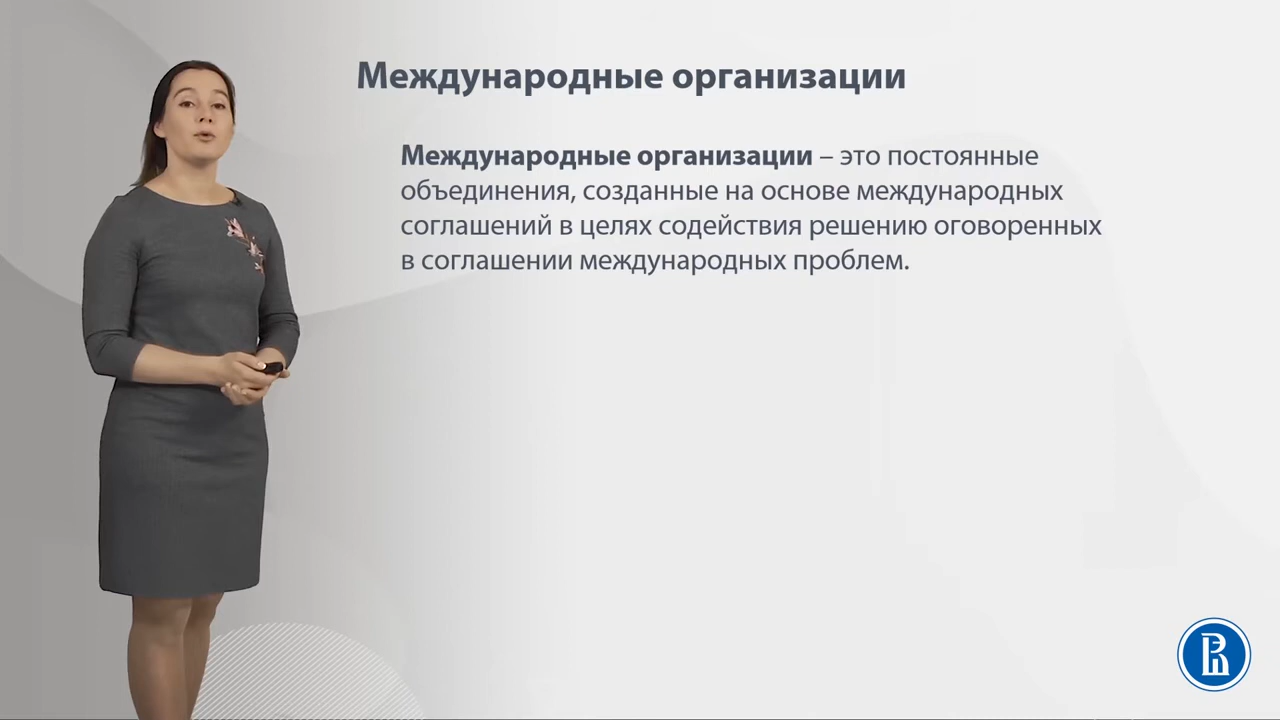 Международные организации
Международные организации – это постоянные
объединения, созданные на основе международных
соглашений в целях содействия решению оговоренных
в соглашении международных проблем.